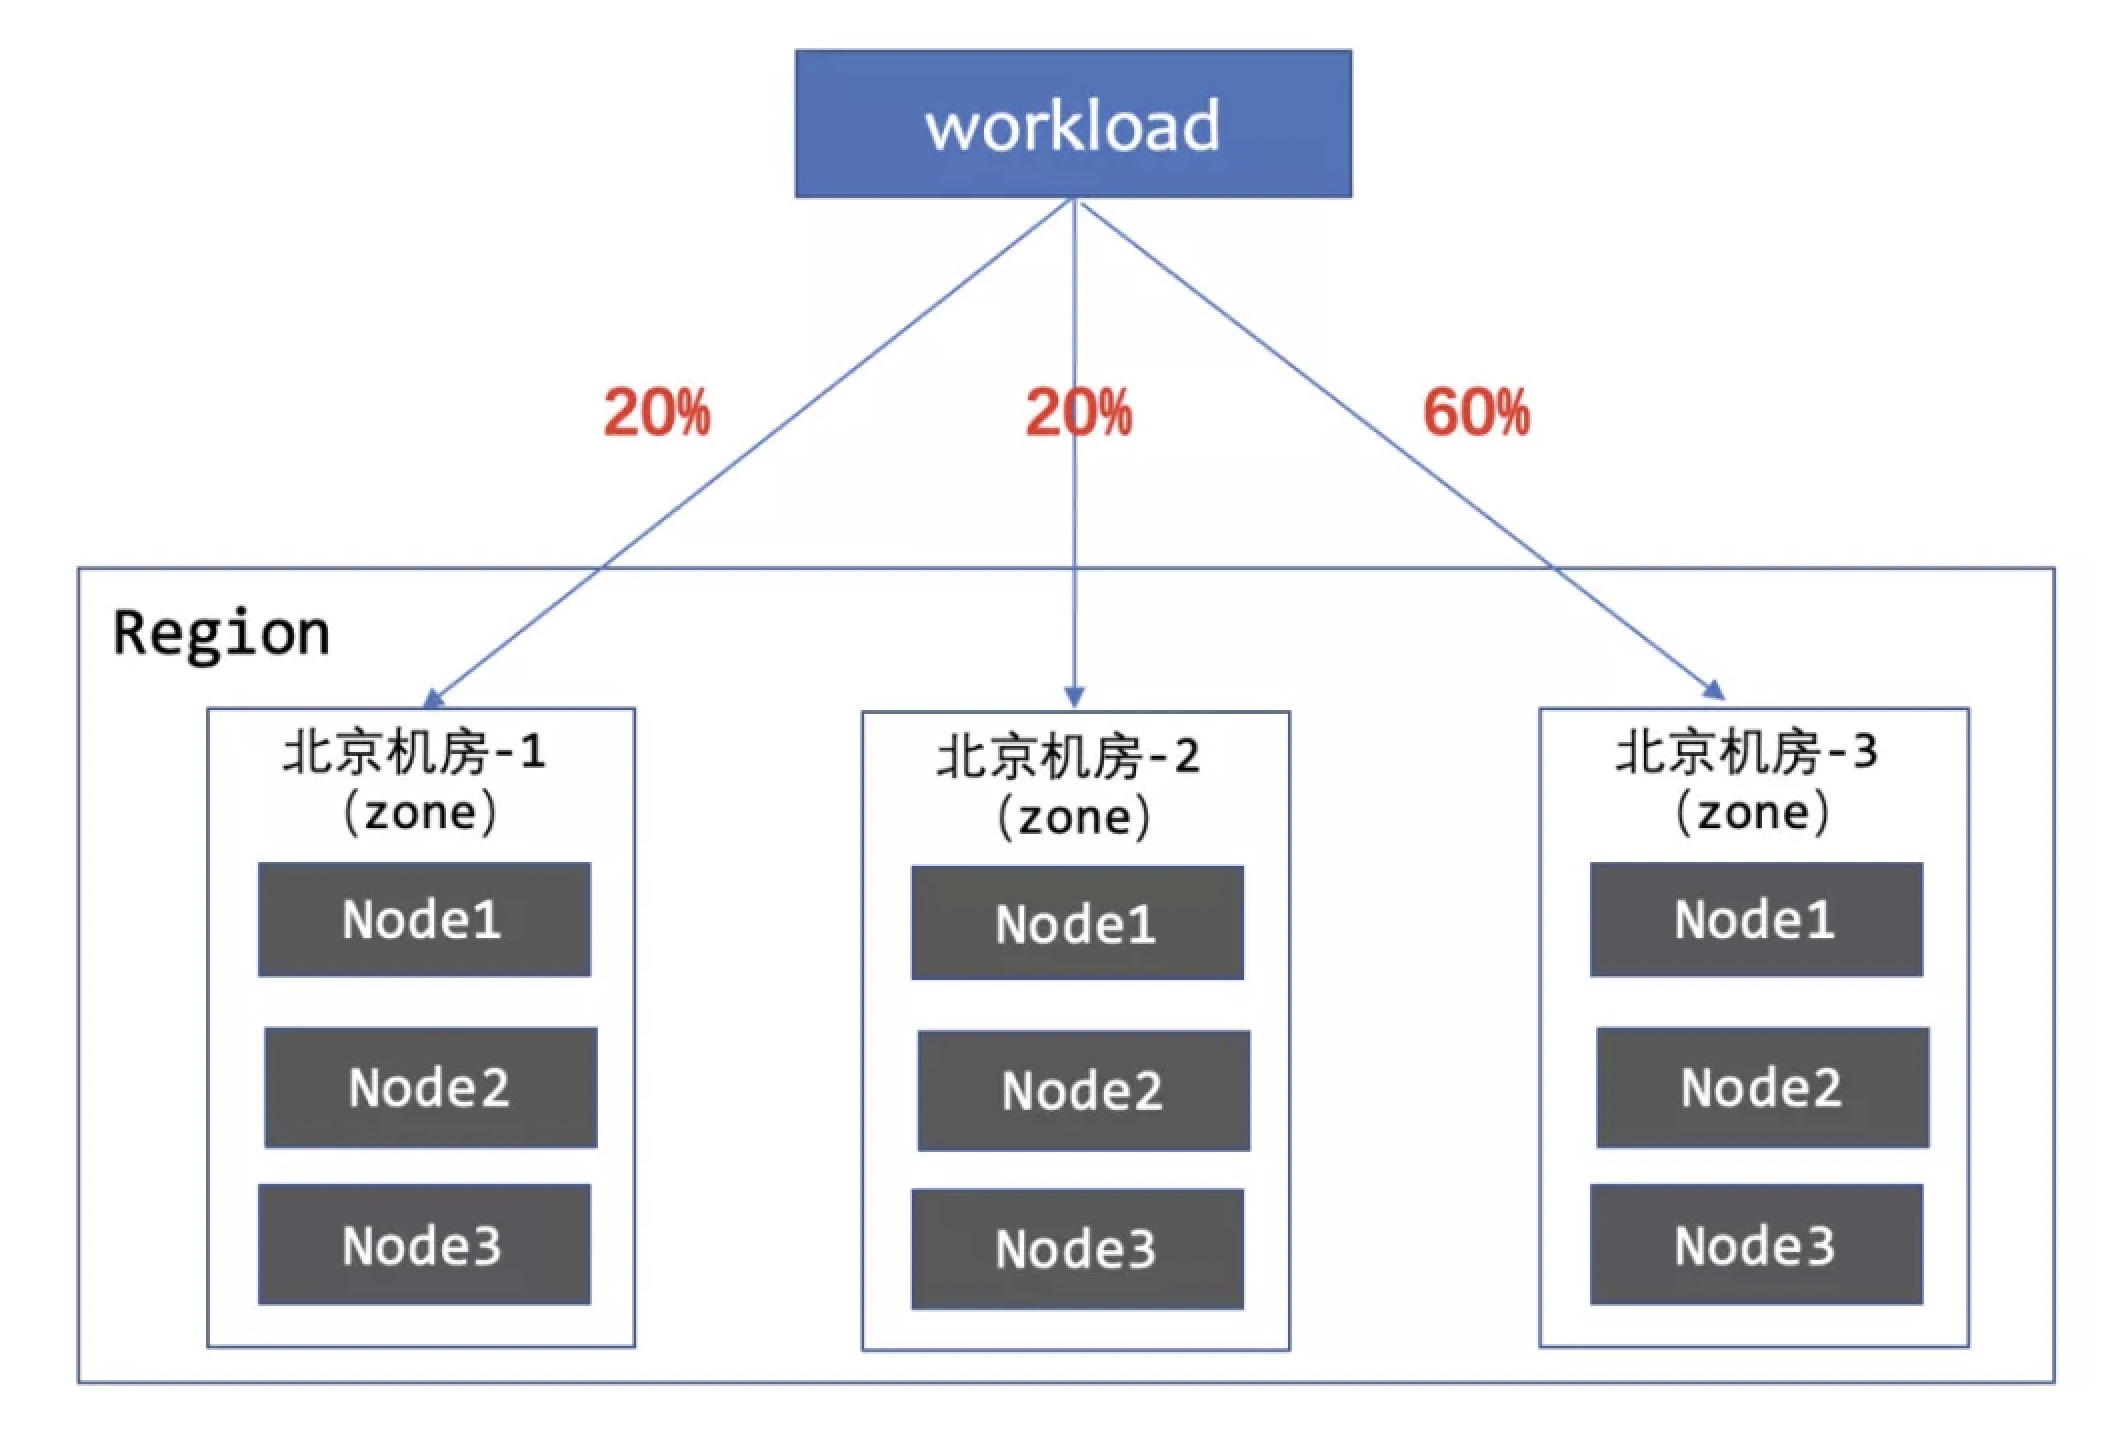 workload
20%
20%
60%
Region
北京机房-1
(zone)
Node1
Node2
Node3
北京机房-2
(zone)
Node1
Node2
Node3
北京机房-3
(zone)
Node1
Node2
Node3